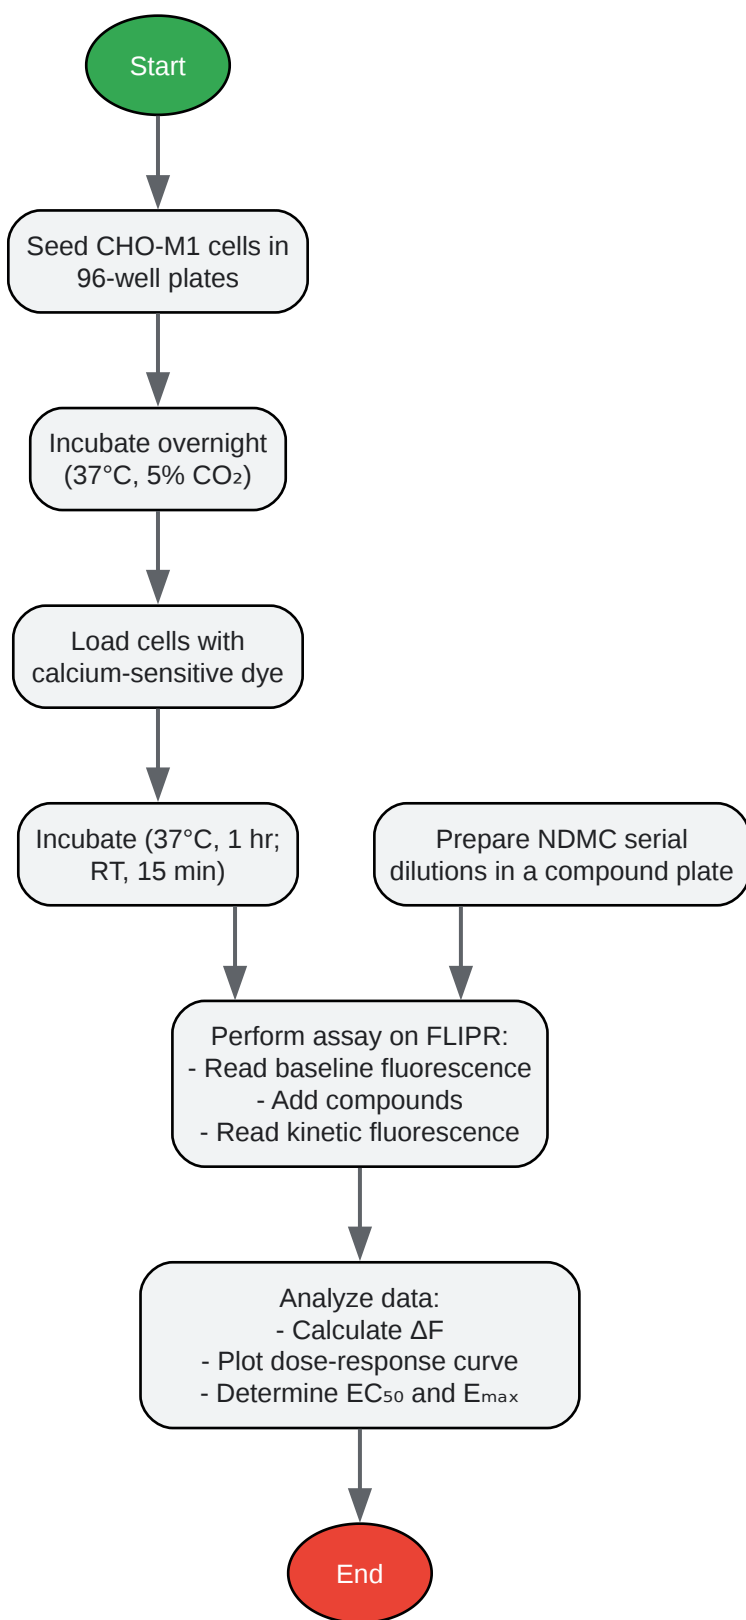 Start
Seed CHO-M1 cells in
96-well plates
Incubate overnight
(37°C, 5% CO₂)
Load cells with
calcium-sensitive dye
Incubate (37°C, 1 hr;
RT, 15 min)
Prepare NDMC serial
dilutions in a compound plate
Perform assay on FLIPR:
- Read baseline fluorescence
- Add compounds
- Read kinetic fluorescence
Analyze data:
- Calculate ΔF
- Plot dose-response curve
- Determine EC₅₀ and Eₘₐₓ
End